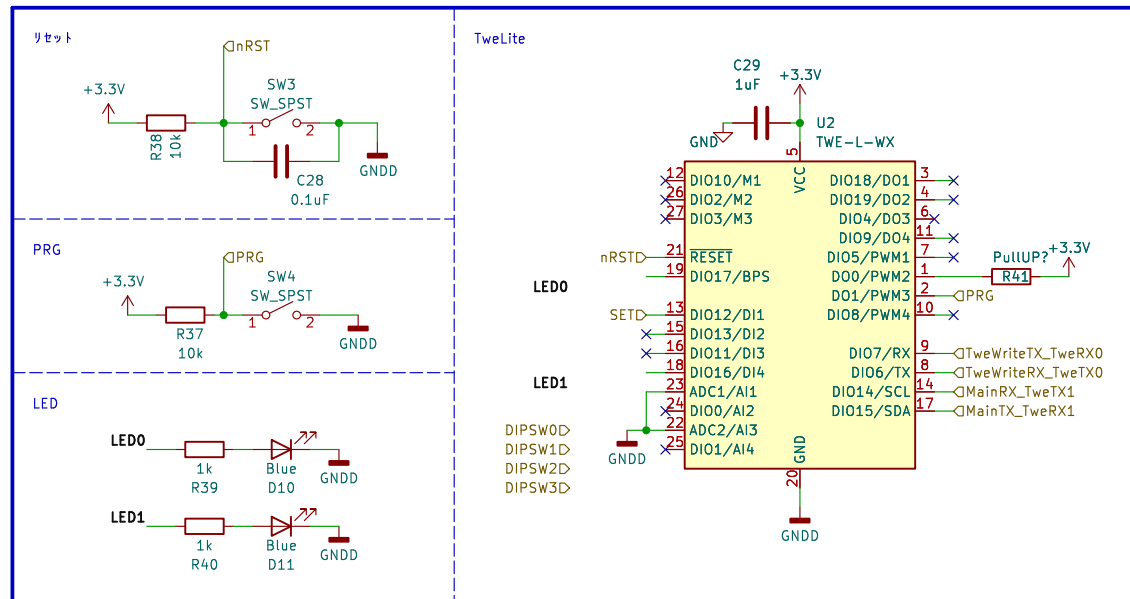 リセット
nRST
+3.3V
R38
10k
SW3
SW_SPST
1
2
C28
0.1uF
GNDD
PRG
PRG
+3.3V
R37
10k
SW4
SW_SPST
1
2
GNDD
LED
LED0
1k
R39
Blue
D10
GNDD
LED1
1k
R40
Blue
D11
GNDD
TweLite
C29
1uF
+3.3V
GND
U2
TWE-L-WX
5
VCC
12 DIO10/M1
26 DIO2/M2
27 DIO3/M3
nRST 21 RESET
19 DIO17/BPS
LED0
SET 13 DIO12/DI1
15 DIO13/DI2
16 DIO11/DI3
18 DIO16/DI4
LED1
23 ADC1/AI1
24 DIO0/AI2
22 ADC2/AI3
25 DIO1/AI4
GNDD
DIPSW0
DIPSW1
DIPSW2
DIPSW3
DIO18/DO1 3
DIO19/DO2 4
DIO4/DO3 6
DIO9/DO4 11
DIO5/PWM1 7
DO0/PWM2 1
PullUP?
R41
+3.3V
DO1/PWM3 2 PRG
DIO8/PWM4 10
DIO7/RX 9 TweWriteTX_TweRX0
DIO6/TX 8 TweWriteRX_TweTX0
DIO14/SCL 14 MainRX_TweTX1
DIO15/SDA 17 MainTX_TweRX1
GND
20
GNDD